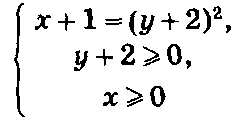 x + 1 = (y + 2)²,
y + 2 ⩾ 0,
x ⩾ 0